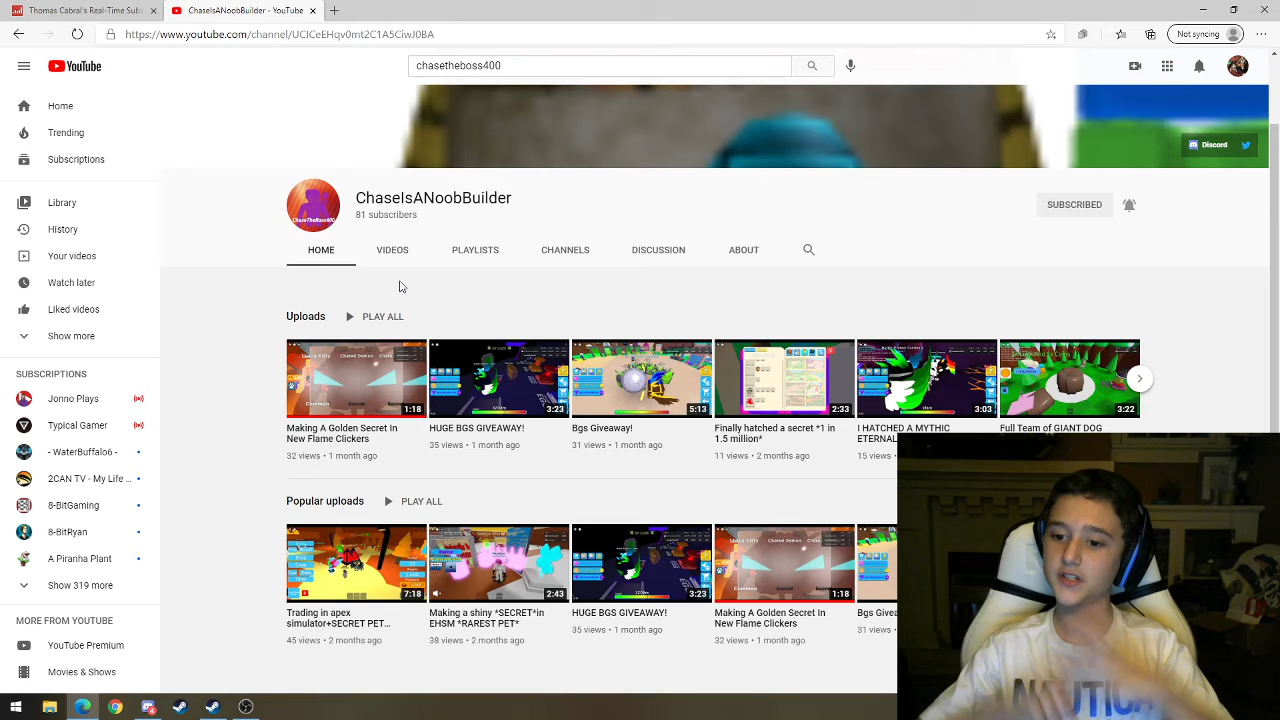 Thomas Cabral's Real-Time Sub
ChaseIsANoobBuilder - YouTube
https://www.youtube.com/channel/UCICeEHqv0mt2C1A5CiwJ0BA
Not syncing
YouTube
chasetheboss400
Home
Trending
Subscriptions
Library
History
Your videos
Watch later
Liked videos
Show more
SUBSCRIPTIONS
Jonno Plays
Typical Gamer
- WaterBuffalo6 -
2CAN TV - My Life ...
8-BitGaming
8-BitRyan
A Piranha Plant
Show 319 more
MORE FROM YOUTUBE
YouTube Premium
Movies & Shows
Discord
ChaseTheBoss400
ChaseIsANoobBuilder
81 subscribers
SUBSCRIBED
HOME VIDEOS PLAYLISTS CHANNELS DISCUSSION ABOUT
Uploads PLAY ALL
1:18
Making A Golden Secret In
New Flame Clickers
32 views • 1 month ago
3:23
HUGE BGS GIVEAWAY!
35 views • 1 month ago
5:13
Bgs Giveaway!
31 views • 1 month ago
2:33
Finally hatched a secret *1 in
1.5 million*
11 views • 2 months ago
3:03
I HATCHED A MYTHIC
ETERNAL
15 views
3:22
Full Team of GIANT DOG
Popular uploads PLAY ALL
7:18
Trading in apex
simulator+SECRET PET...
45 views • 2 months ago
2:43
Making a shiny *SECRET*in
EHSM *RAREST PET*
38 views • 2 months ago
3:23
HUGE BGS GIVEAWAY!
35 views • 1 month ago
1:18
Making A Golden Secret In
New Flame Clickers
32 views • 1 month ago
Bgs Givea
31 views
NAUTICA